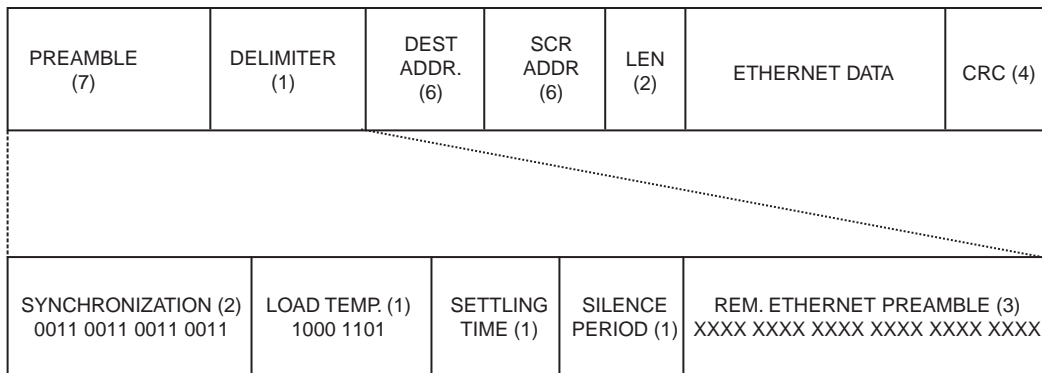 PREAMBLE
(7)
DELIMITER
(1)
DEST
ADDR.
(6)
SCR
ADDR
(6)
LEN
(2)
ETHERNET DATA
CRC (4)
SYNCHRONIZATION (2)
0011 0011 0011 0011
LOAD TEMP. (1)
1000 1101
SETTLING
TIME (1)
SILENCE
PERIOD (1)
REM. ETHERNET PREAMBLE (3)
XXXX XXXX XXXX XXXX XXXX XXXX